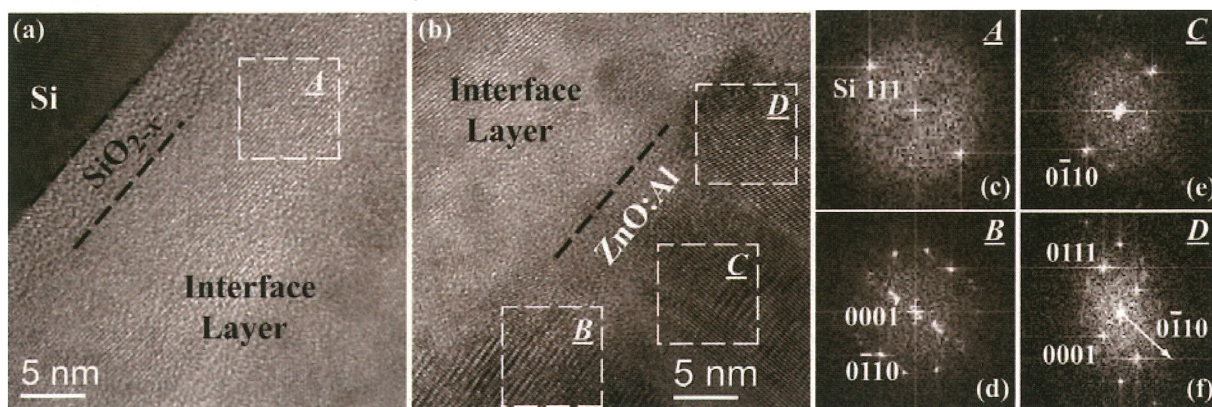 (a)
Si
SiO2-x
A
Interface
Layer
5 nm
(b)
Interface
Layer
D
ZnO:Al
C
B
5 nm
A
Si 111
(c)
C
01̄10
(e)
B
0001
01̄10
(d)
D
0111
0001
01̄10
(f)